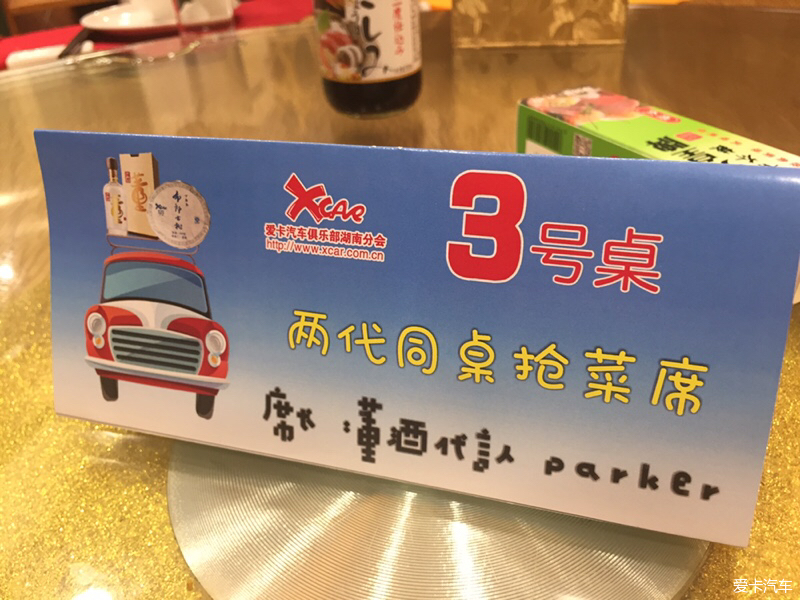 XCAR
爱卡汽车俱乐部湖南分会
http://www.xcar.com.cn
3号桌
两代同桌抢菜席
席长:董酒代言人 parker
爱卡汽车